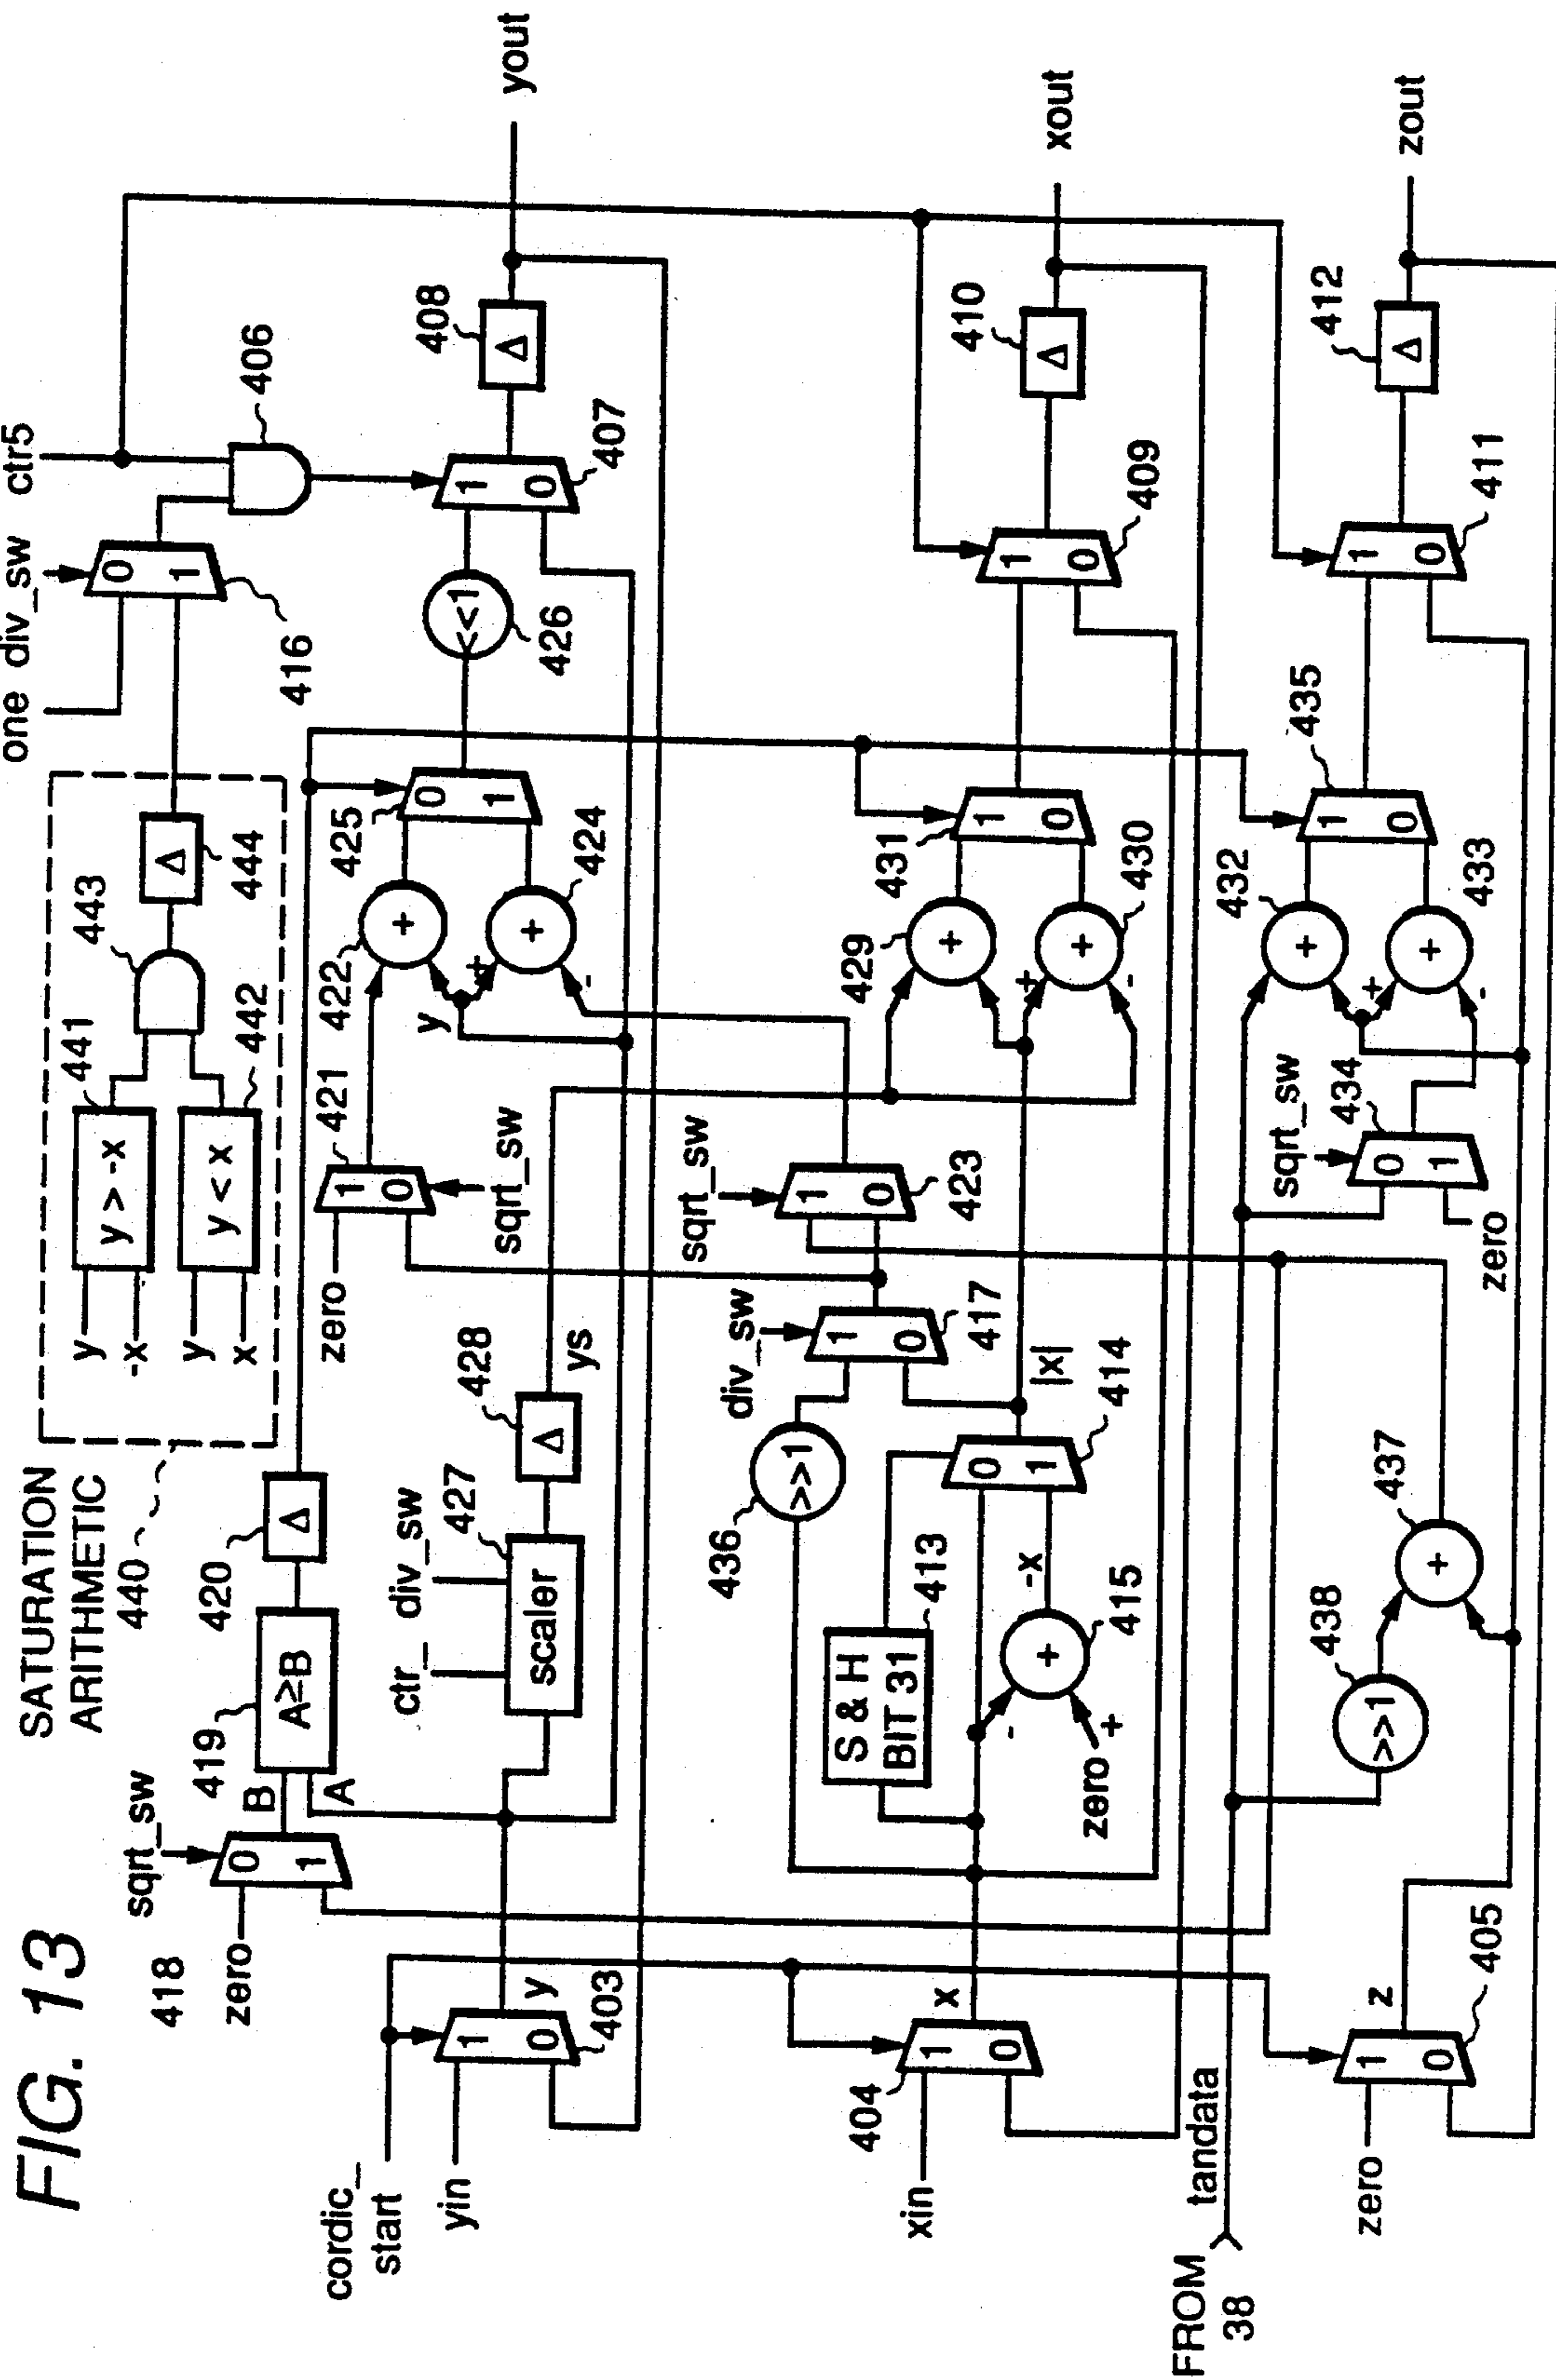 FIG. 13
SATURATION
ARITHMETIC
440
y
-x
y > -x
441
y
x
y < x
442
443
Δ
444
one
div_sw
ctr5
0
1
416
406
sqrt_sw
418
zero
0
1
B
A
419
A≥B
420
Δ
zero
421
1
0
sqrt_sw
422
+
y
+
+
-
424
425
0
1
<<1
426
1
0
407
408
Δ
yout
cordic_
start
yin
1
0
403
y
ctr_
div_sw
427
scaler
428
Δ
ys
436
>>1
div_sw
1
0
417
sqrt_sw
1
0
423
429
+
+
+
-
430
431
1
0
1
0
409
410
Δ
xout
404
1
0
x
xin
S & H
BIT 31
413
-
zero
+
+
415
-x
0
1
414
|x|
FROM
38
tandata
zero
1
0
405
z
438
>>1
+
437
sqrt_sw
434
0
1
zero
432
+
+
+
-
433
435
1
0
1
0
411
412
Δ
zout